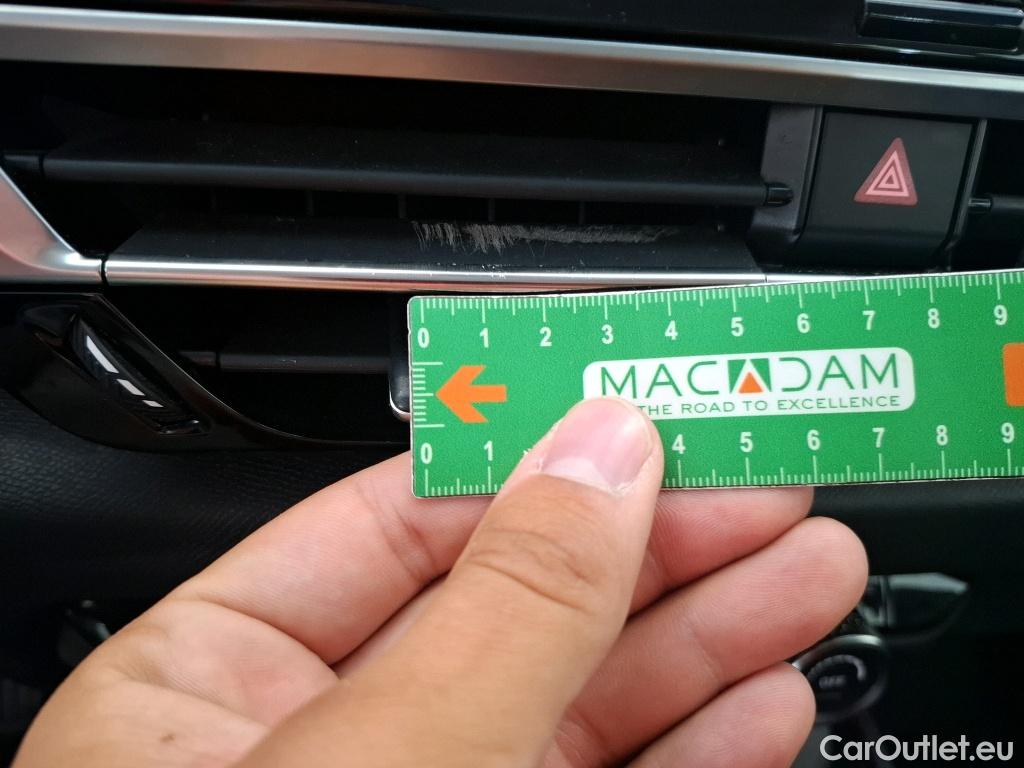 0 1 2 3 4 5 6 7 8 9
MACADAM
THE ROAD TO EXCELLENCE
0 1 4 5 6 7 8 9
OFF
CarOutlet.eu